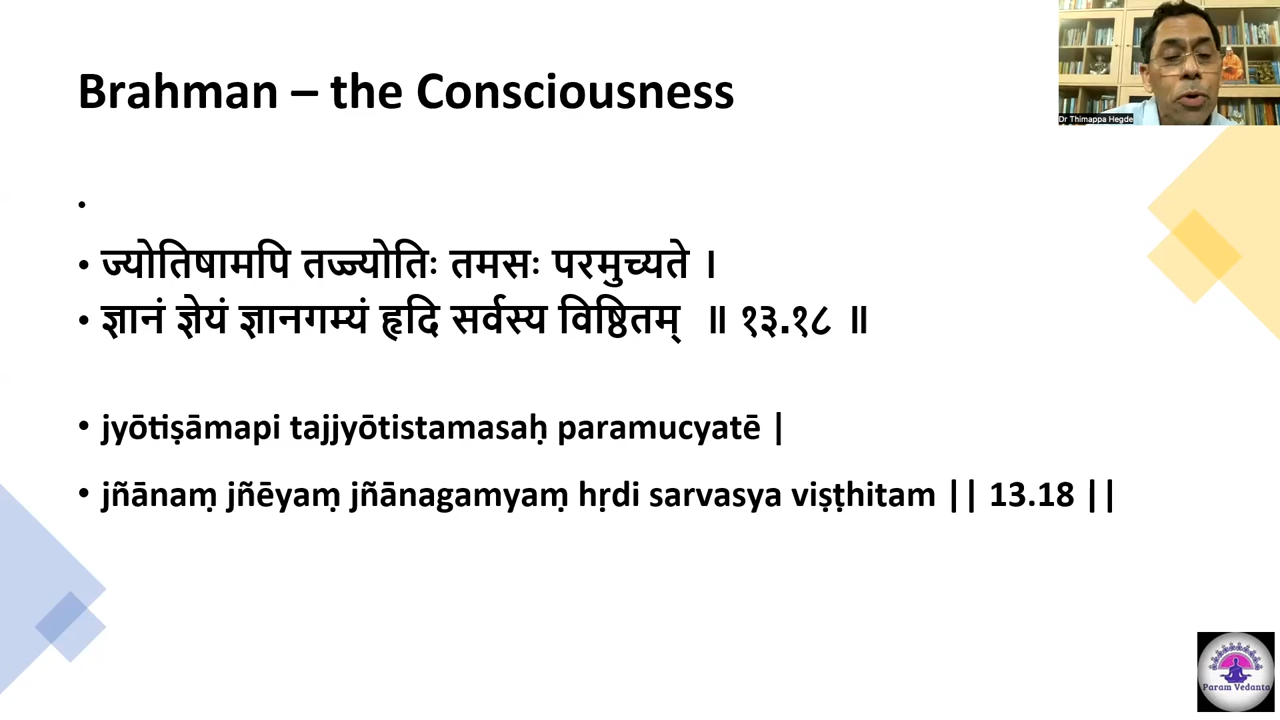 Brahman – the Consciousness
Dr Thimappa Hegde
•
• ज्योतिषामपि तज्ज्योतिः तमसः परमुच्यते ।
• ज्ञानं ज्ञेयं ज्ञानगम्यं हृदि सर्वस्य विष्ठितम् ॥ १३.१८ ॥
• jyōtiṣāmapi tajjyōtistamasaḥ paramucyatē |
• jñānaṃ jñēyaṃ jñānagamyaṃ hṛdi sarvasya viṣṭhitam || 13.18 ||
Param Vedanta